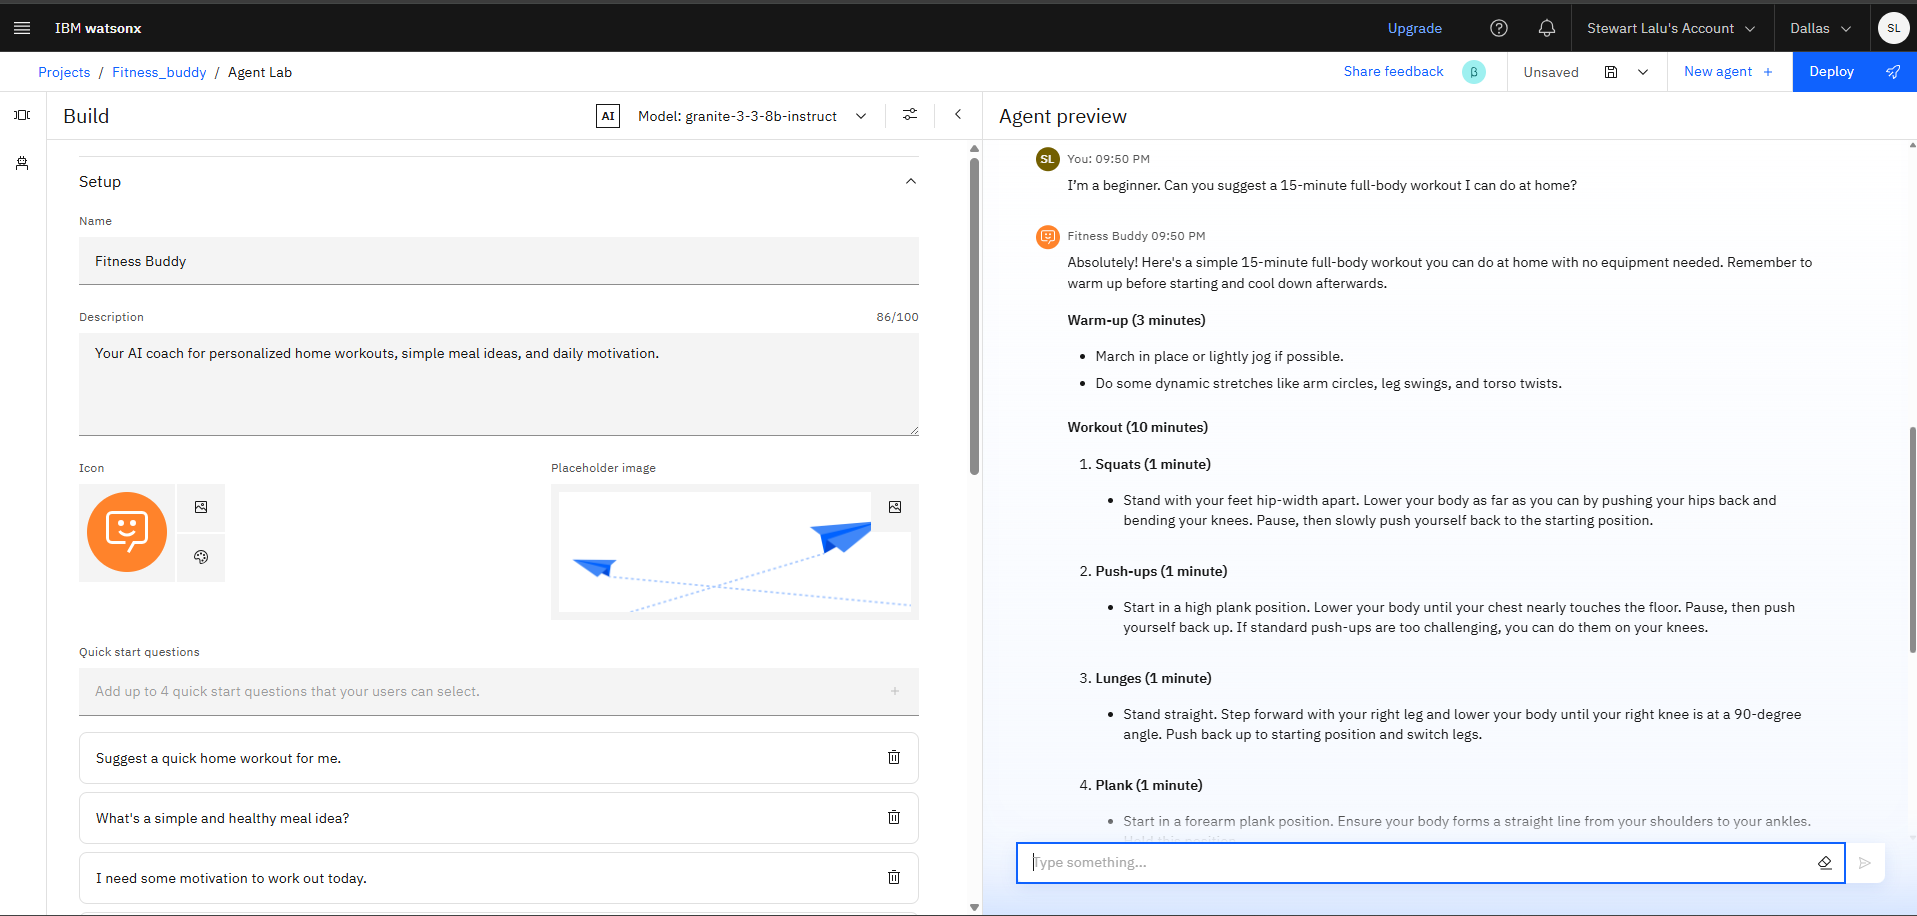 IBM watsonx
Upgrade
Stewart Lalu's Account
Dallas
SL
Projects / Fitness_buddy / Agent Lab
Share feedback
β
Unsaved
New agent +
Deploy
Build
AI
Model: granite-3-3-8b-instruct
Setup
Name
Fitness Buddy
Description
86/100
Your AI coach for personalized home workouts, simple meal ideas, and daily motivation.
Icon
Placeholder image
Quick start questions
Add up to 4 quick start questions that your users can select.
Suggest a quick home workout for me.
What's a simple and healthy meal idea?
I need some motivation to work out today.
Agent preview
SL
You: 09:50 PM
I’m a beginner. Can you suggest a 15-minute full-body workout I can do at home?
Fitness Buddy 09:50 PM
Absolutely! Here's a simple 15-minute full-body workout you can do at home with no equipment needed. Remember to
warm up before starting and cool down afterwards.
Warm-up (3 minutes)
• March in place or lightly jog if possible.
• Do some dynamic stretches like arm circles, leg swings, and torso twists.
Workout (10 minutes)
1. Squats (1 minute)
• Stand with your feet hip-width apart. Lower your body as far as you can by pushing your hips back and
bending your knees. Pause, then slowly push yourself back to the starting position.
2. Push-ups (1 minute)
• Start in a high plank position. Lower your body until your chest nearly touches the floor. Pause, then push
yourself back up. If standard push-ups are too challenging, you can do them on your knees.
3. Lunges (1 minute)
• Stand straight. Step forward with your right leg and lower your body until your right knee is at a 90-degree
angle. Push back up to starting position and switch legs.
4. Plank (1 minute)
• Start in a forearm plank position. Ensure your body forms a straight line from your shoulders to your ankles.
Hold this position.
Type something...